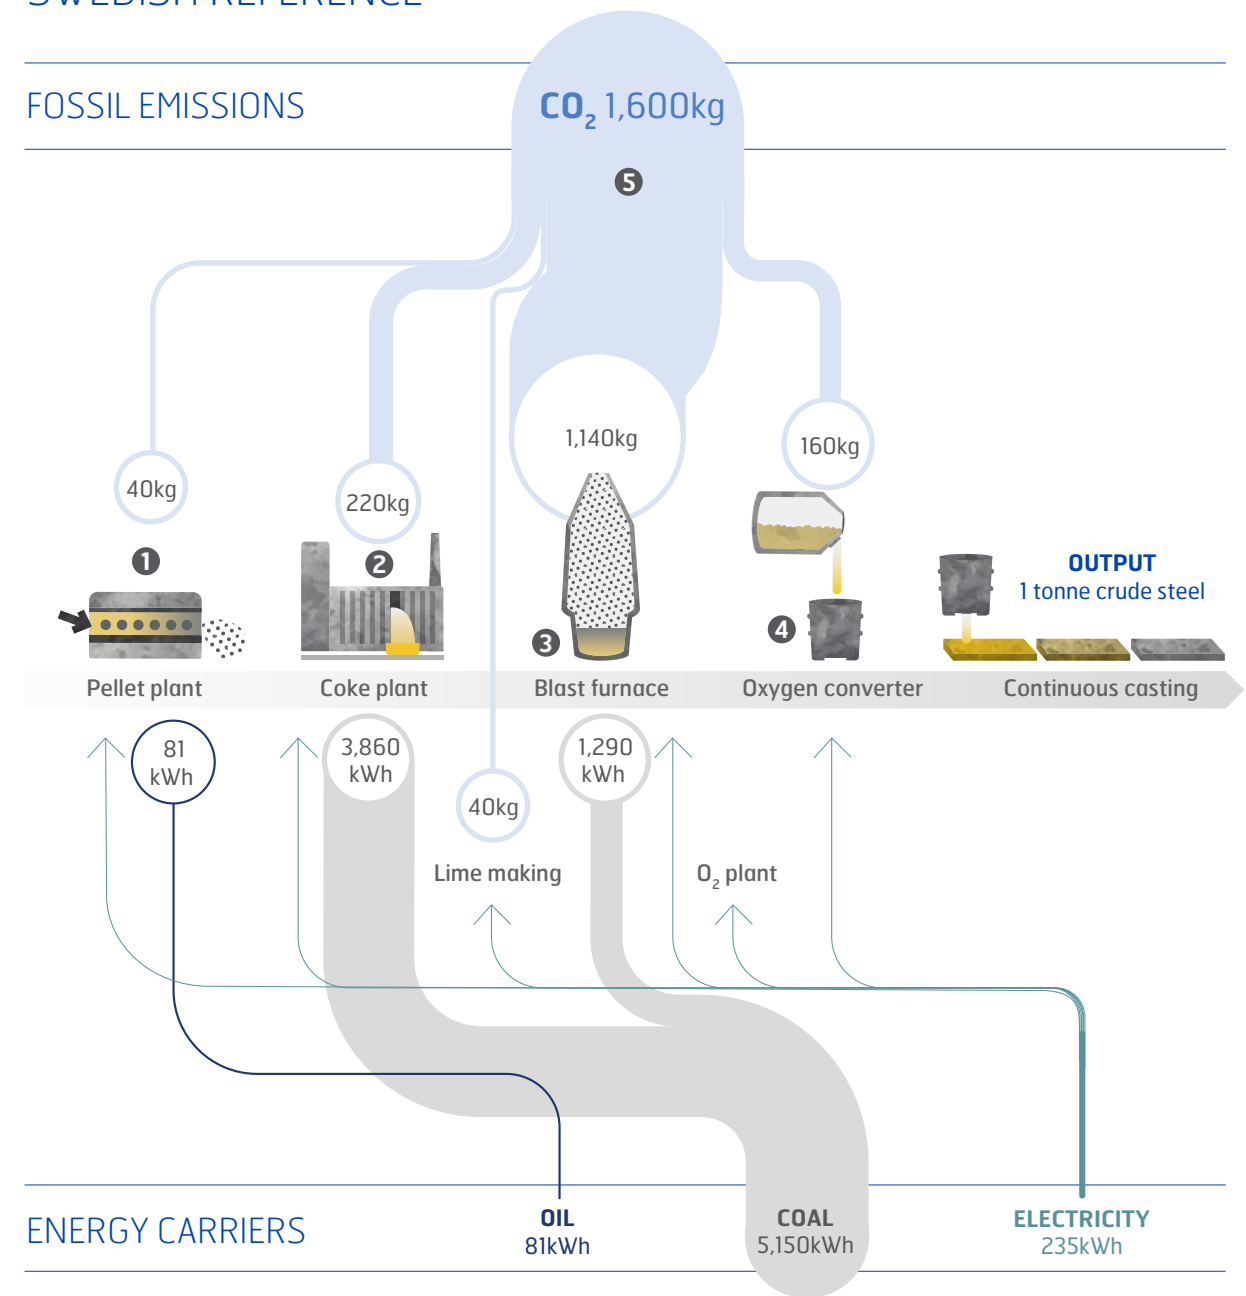 SWEDISH REFERENCE
FOSSIL EMISSIONS
CO₂ 1,600kg
5
40kg
220kg
1,140kg
160kg
1
2
3
4
OUTPUT
1 tonne crude steel
Pellet plant
Coke plant
Blast furnace
Oxygen converter
Continuous casting
81
kWh
3,860
kWh
1,290
kWh
40kg
Lime making
O₂ plant
ENERGY CARRIERS
OIL
81kWh
COAL
5,150kWh
ELECTRICITY
235kWh